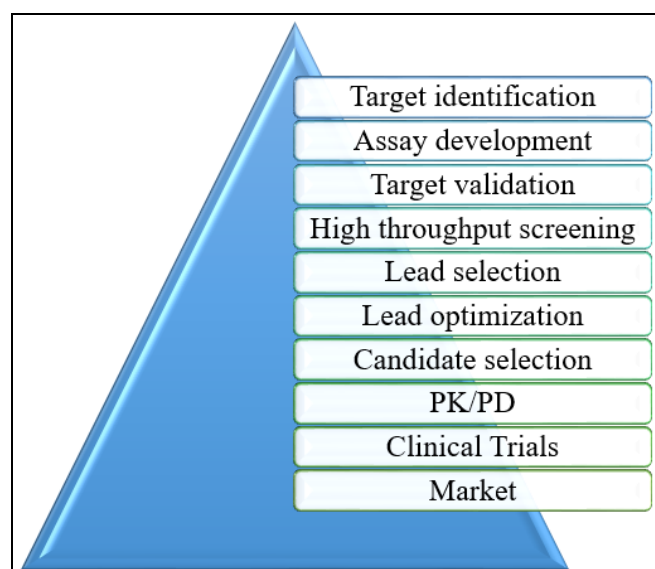 Target identification
Assay development
Target validation
High throughput screening
Lead selection
Lead optimization
Candidate selection
PK/PD
Clinical Trials
Market